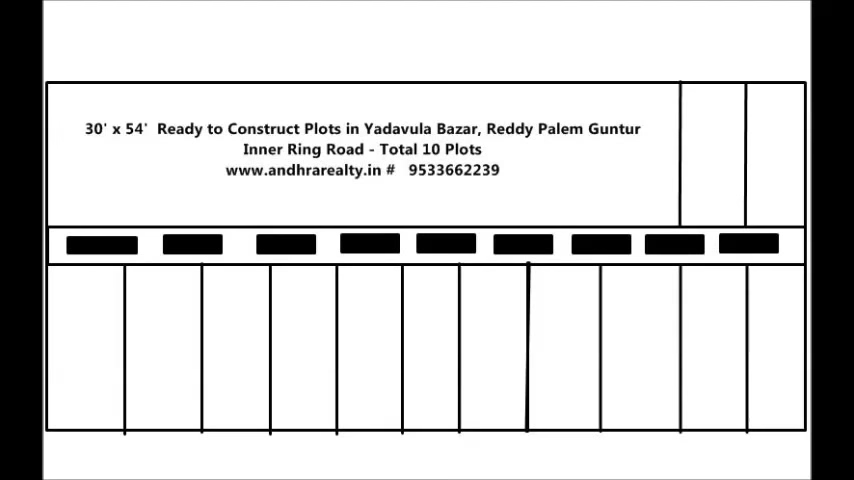 30' x 54'  Ready to Construct Plots in Yadavula Bazar, Reddy Palem Guntur
Inner Ring Road - Total 10 Plots
www.andhrarealty.in #   9533662239